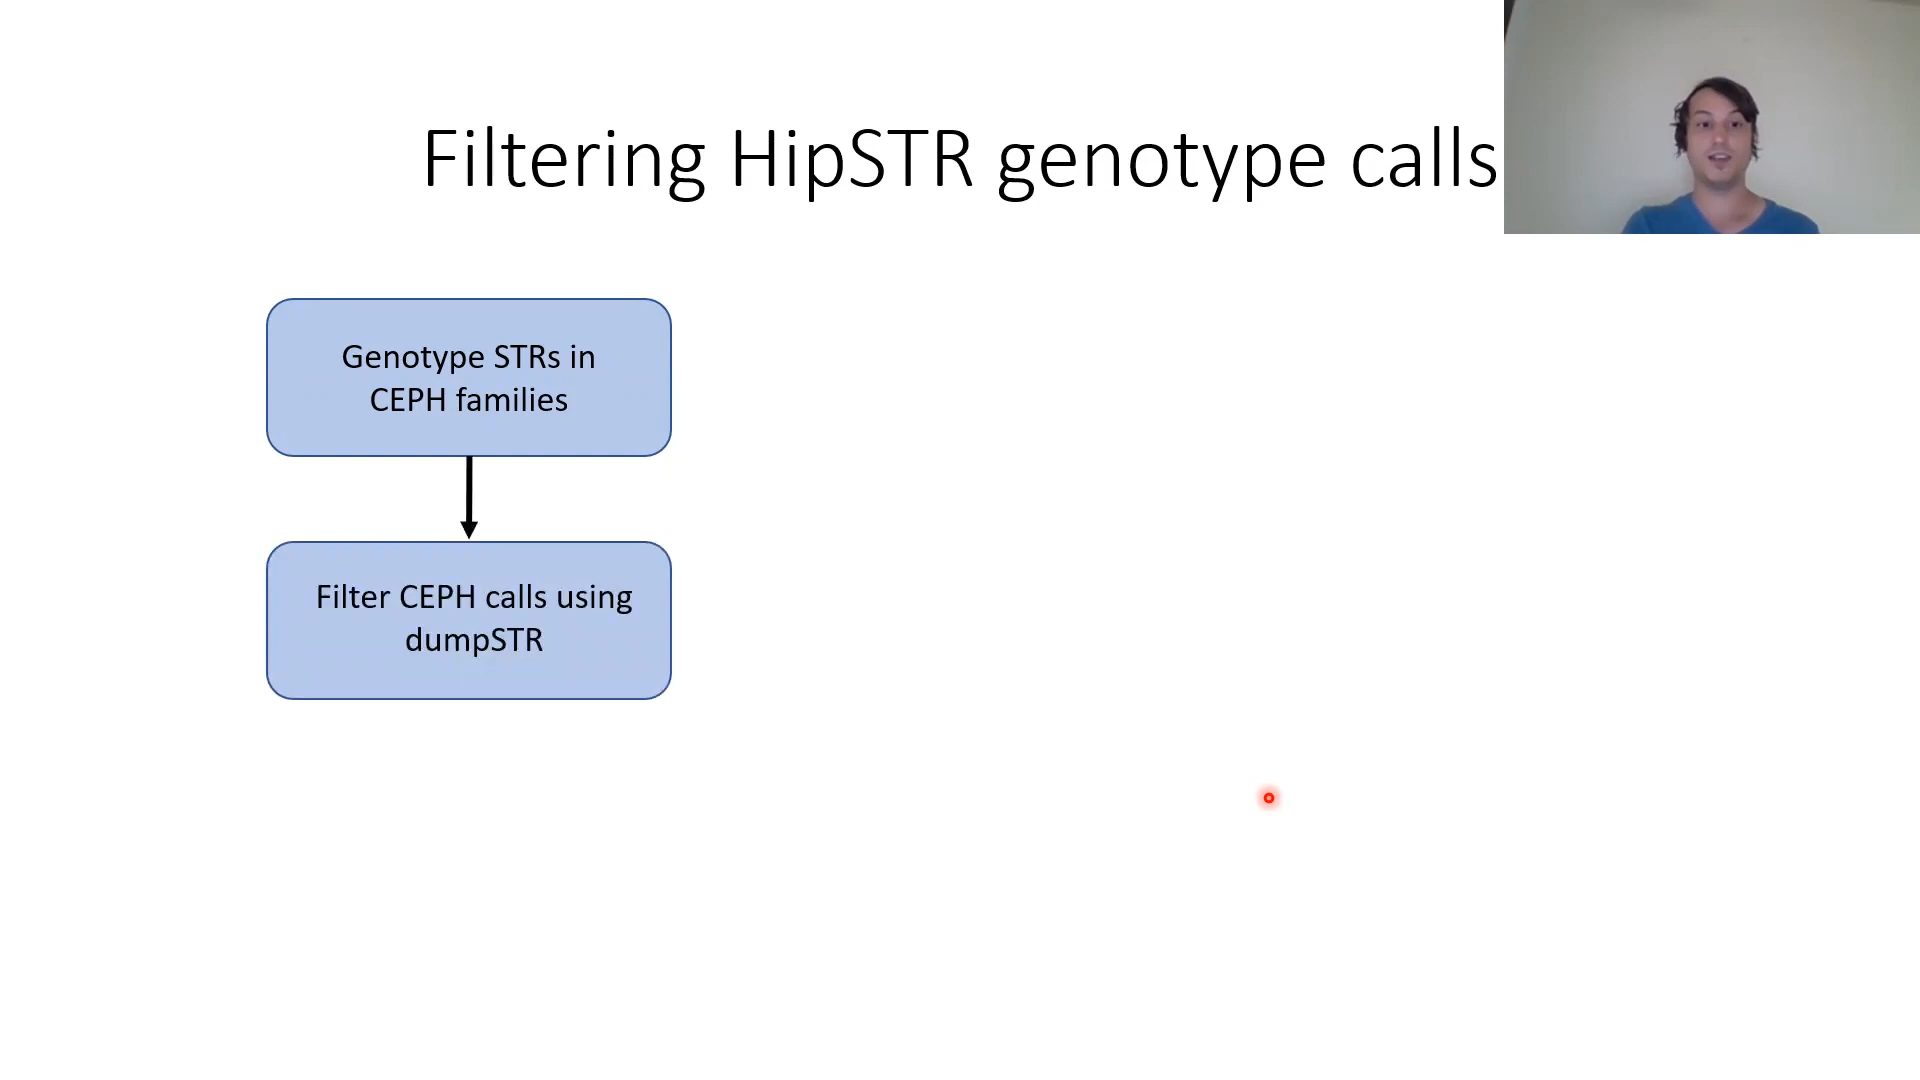 Filtering HipSTR genotype calls
Genotype STRs in
CEPH families
Filter CEPH calls using
dumpSTR